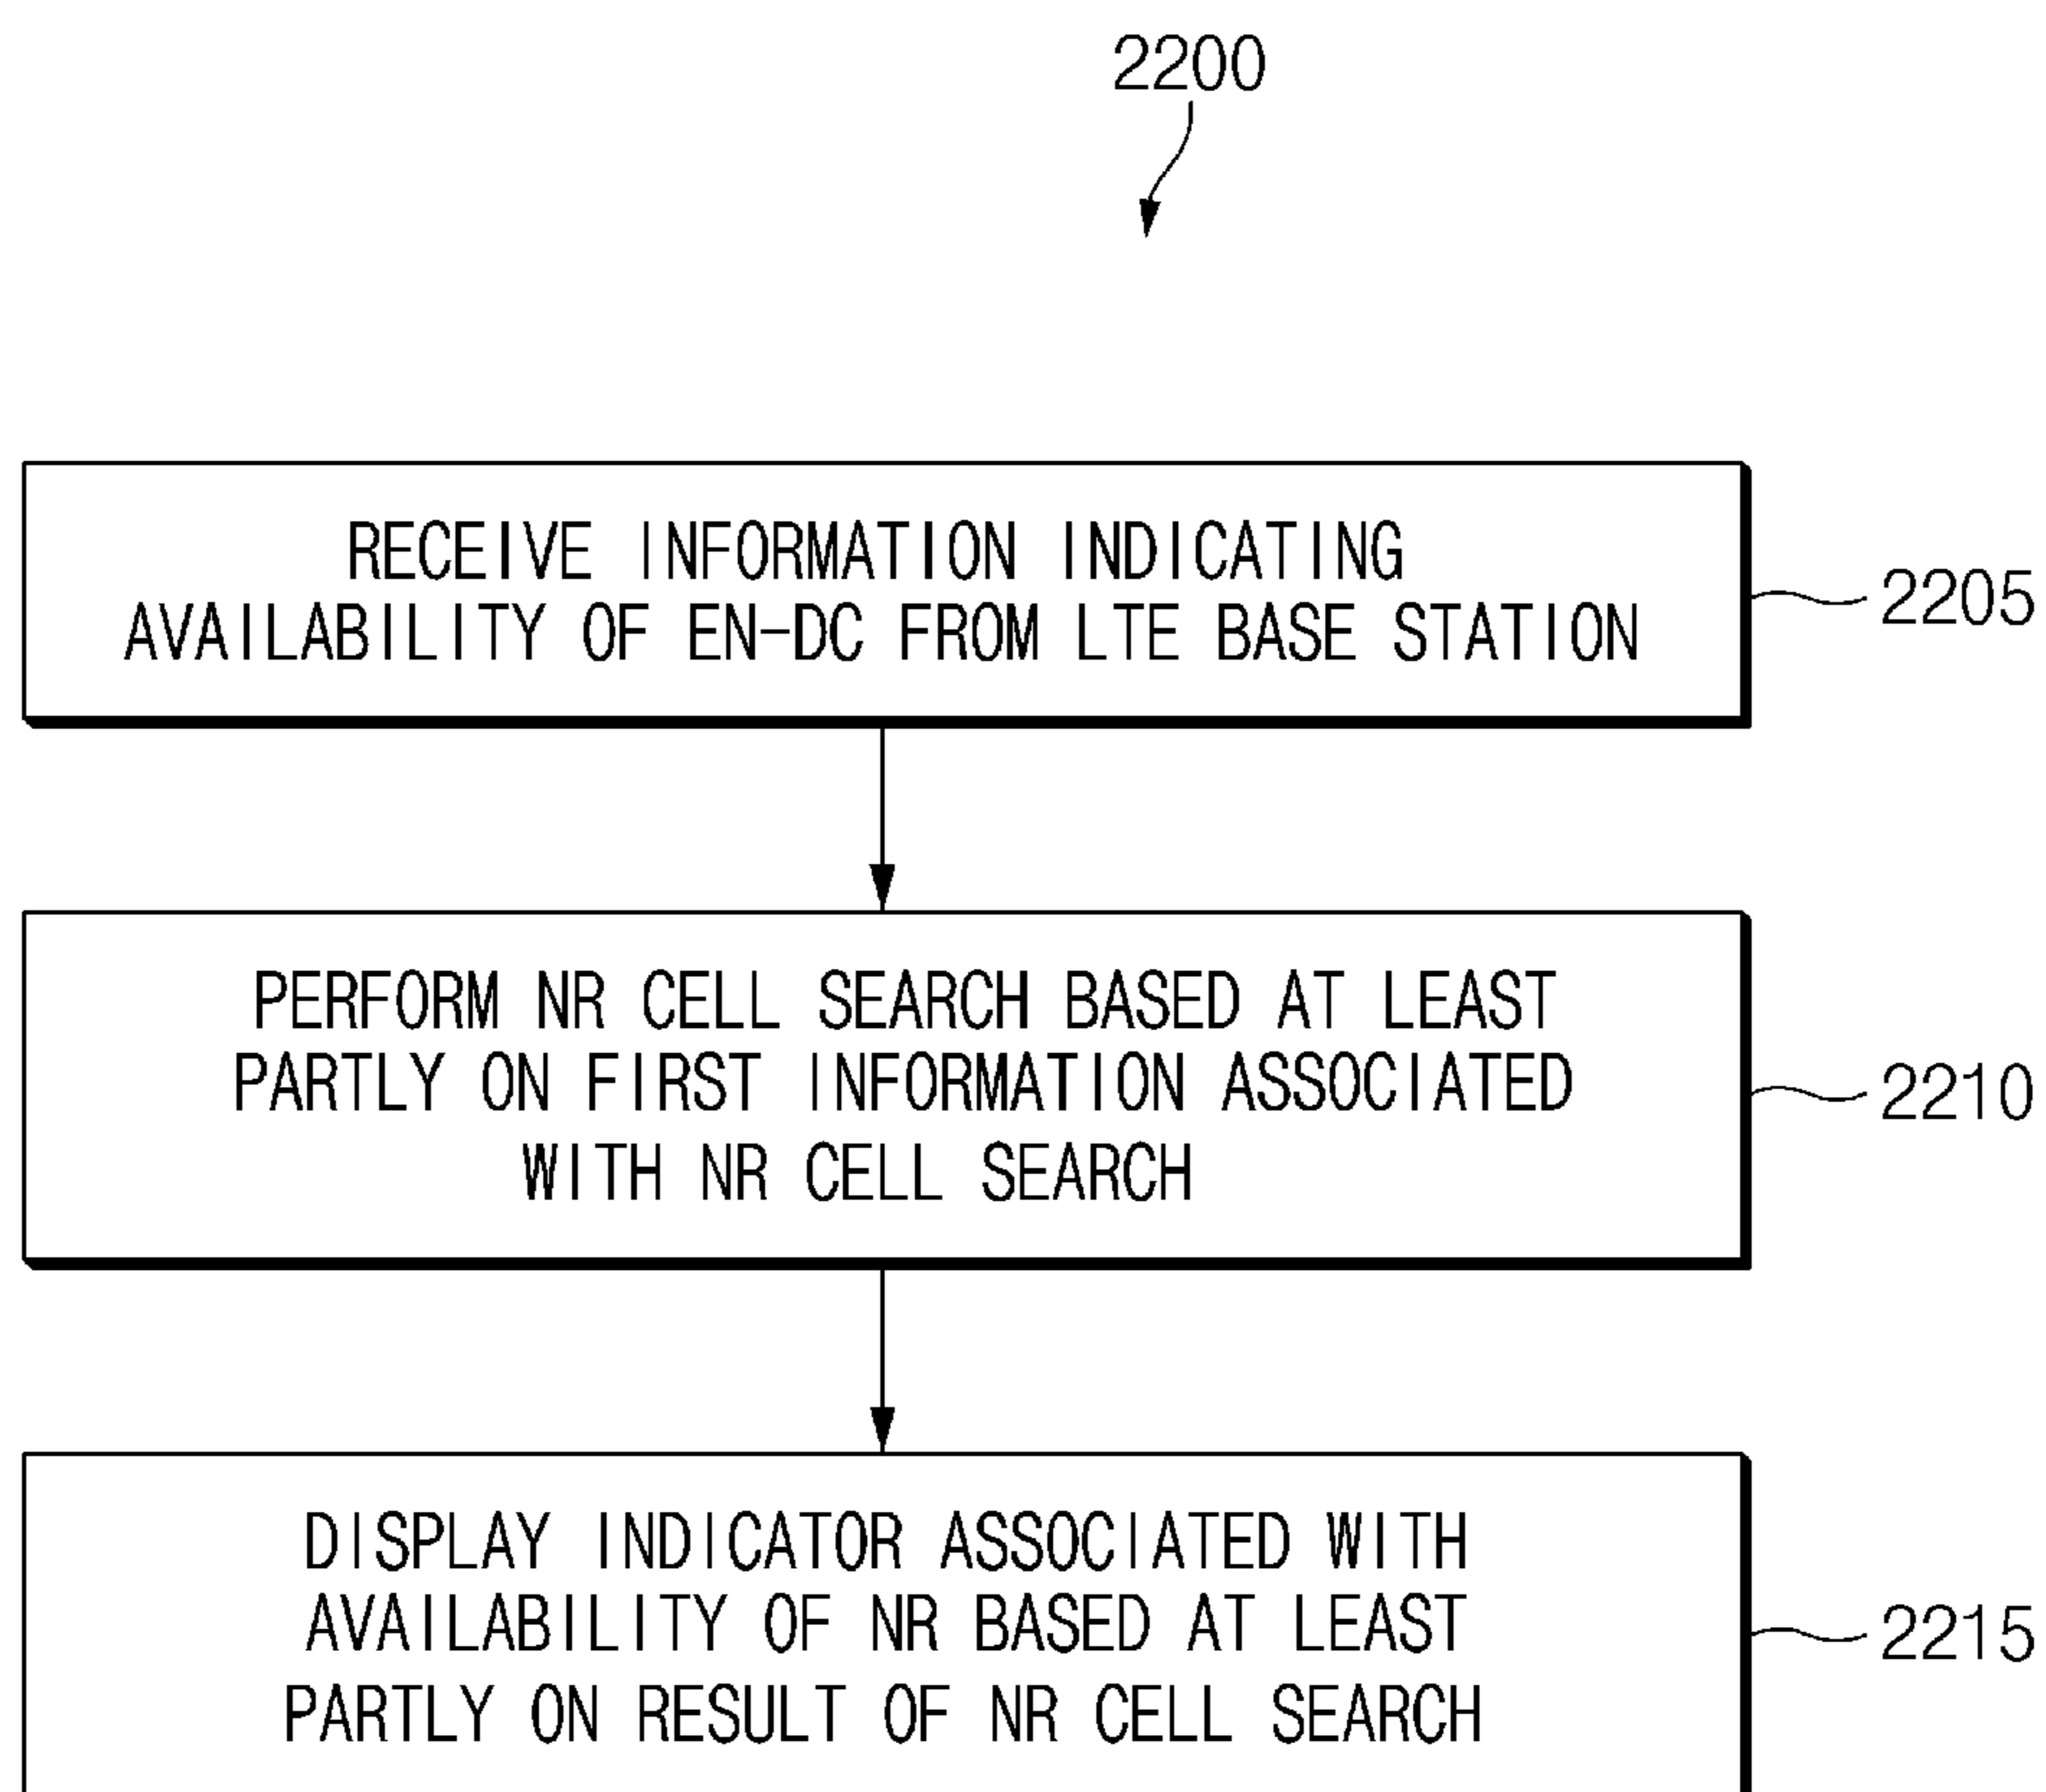 2200
RECEIVE INFORMATION INDICATING
AVAILABILITY OF EN-DC FROM LTE BASE STATION
2205
PERFORM NR CELL SEARCH BASED AT LEAST
PARTLY ON FIRST INFORMATION ASSOCIATED
WITH NR CELL SEARCH
2210
DISPLAY INDICATOR ASSOCIATED WITH
AVAILABILITY OF NR BASED AT LEAST
PARTLY ON RESULT OF NR CELL SEARCH
2215